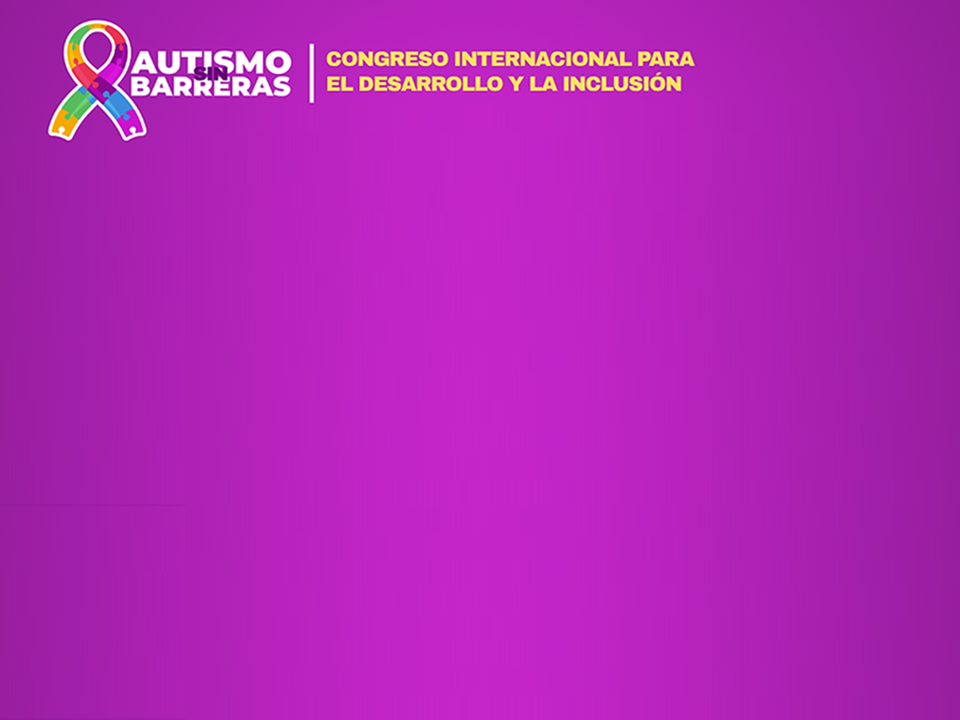 AUTISMO
SIN
BARRERAS
CONGRESO INTERNACIONAL PARA
EL DESARROLLO Y LA INCLUSIÓN